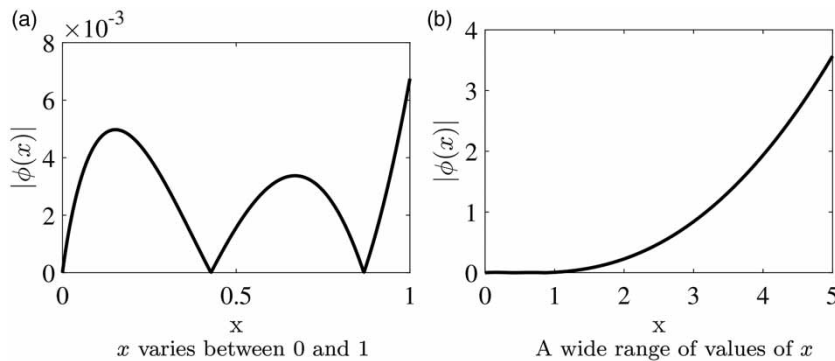 (a)
×10⁻³
8
6
4
2
0
|ϕ(x)|
0 0.5 1
x
x varies between 0 and 1
(b)
4
3
2
1
0
|ϕ(x)|
0 1 2 3 4 5
x
A wide range of values of x